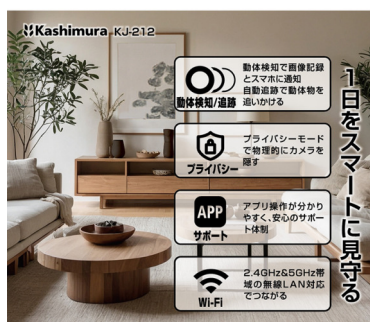 Kashimura KJ-212
1日をスマートに見守る
動体検知/追跡
動体検知で画像記録
とスマホに通知
自動追跡で動体物を
追いかける
プライバシー
プライバシーモード
で物理的にカメラを
隠す
APP
サポート
アプリ操作が分かり
やすく、安心のサポー
ト体制
Wi-Fi
2.4GHz&5GHz帯
域の無線LAN対応
でつながる